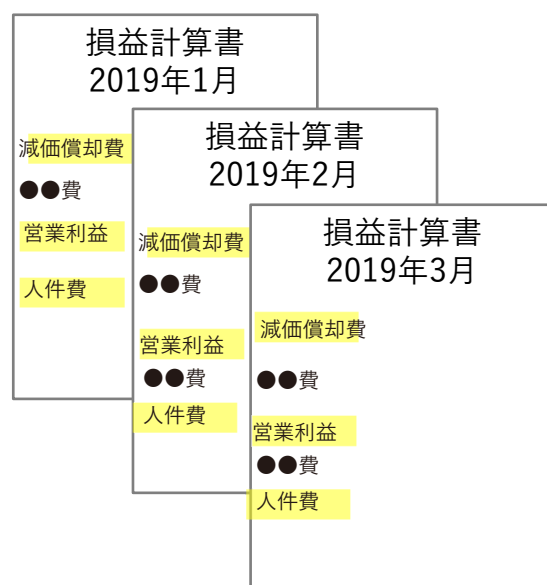 損益計算書
2019年1月
減価償却費
●●費
営業利益
人件費
損益計算書
2019年2月
減価償却費
●●費
営業利益
●●費
人件費
損益計算書
2019年3月
減価償却費
●●費
営業利益
●●費
人件費